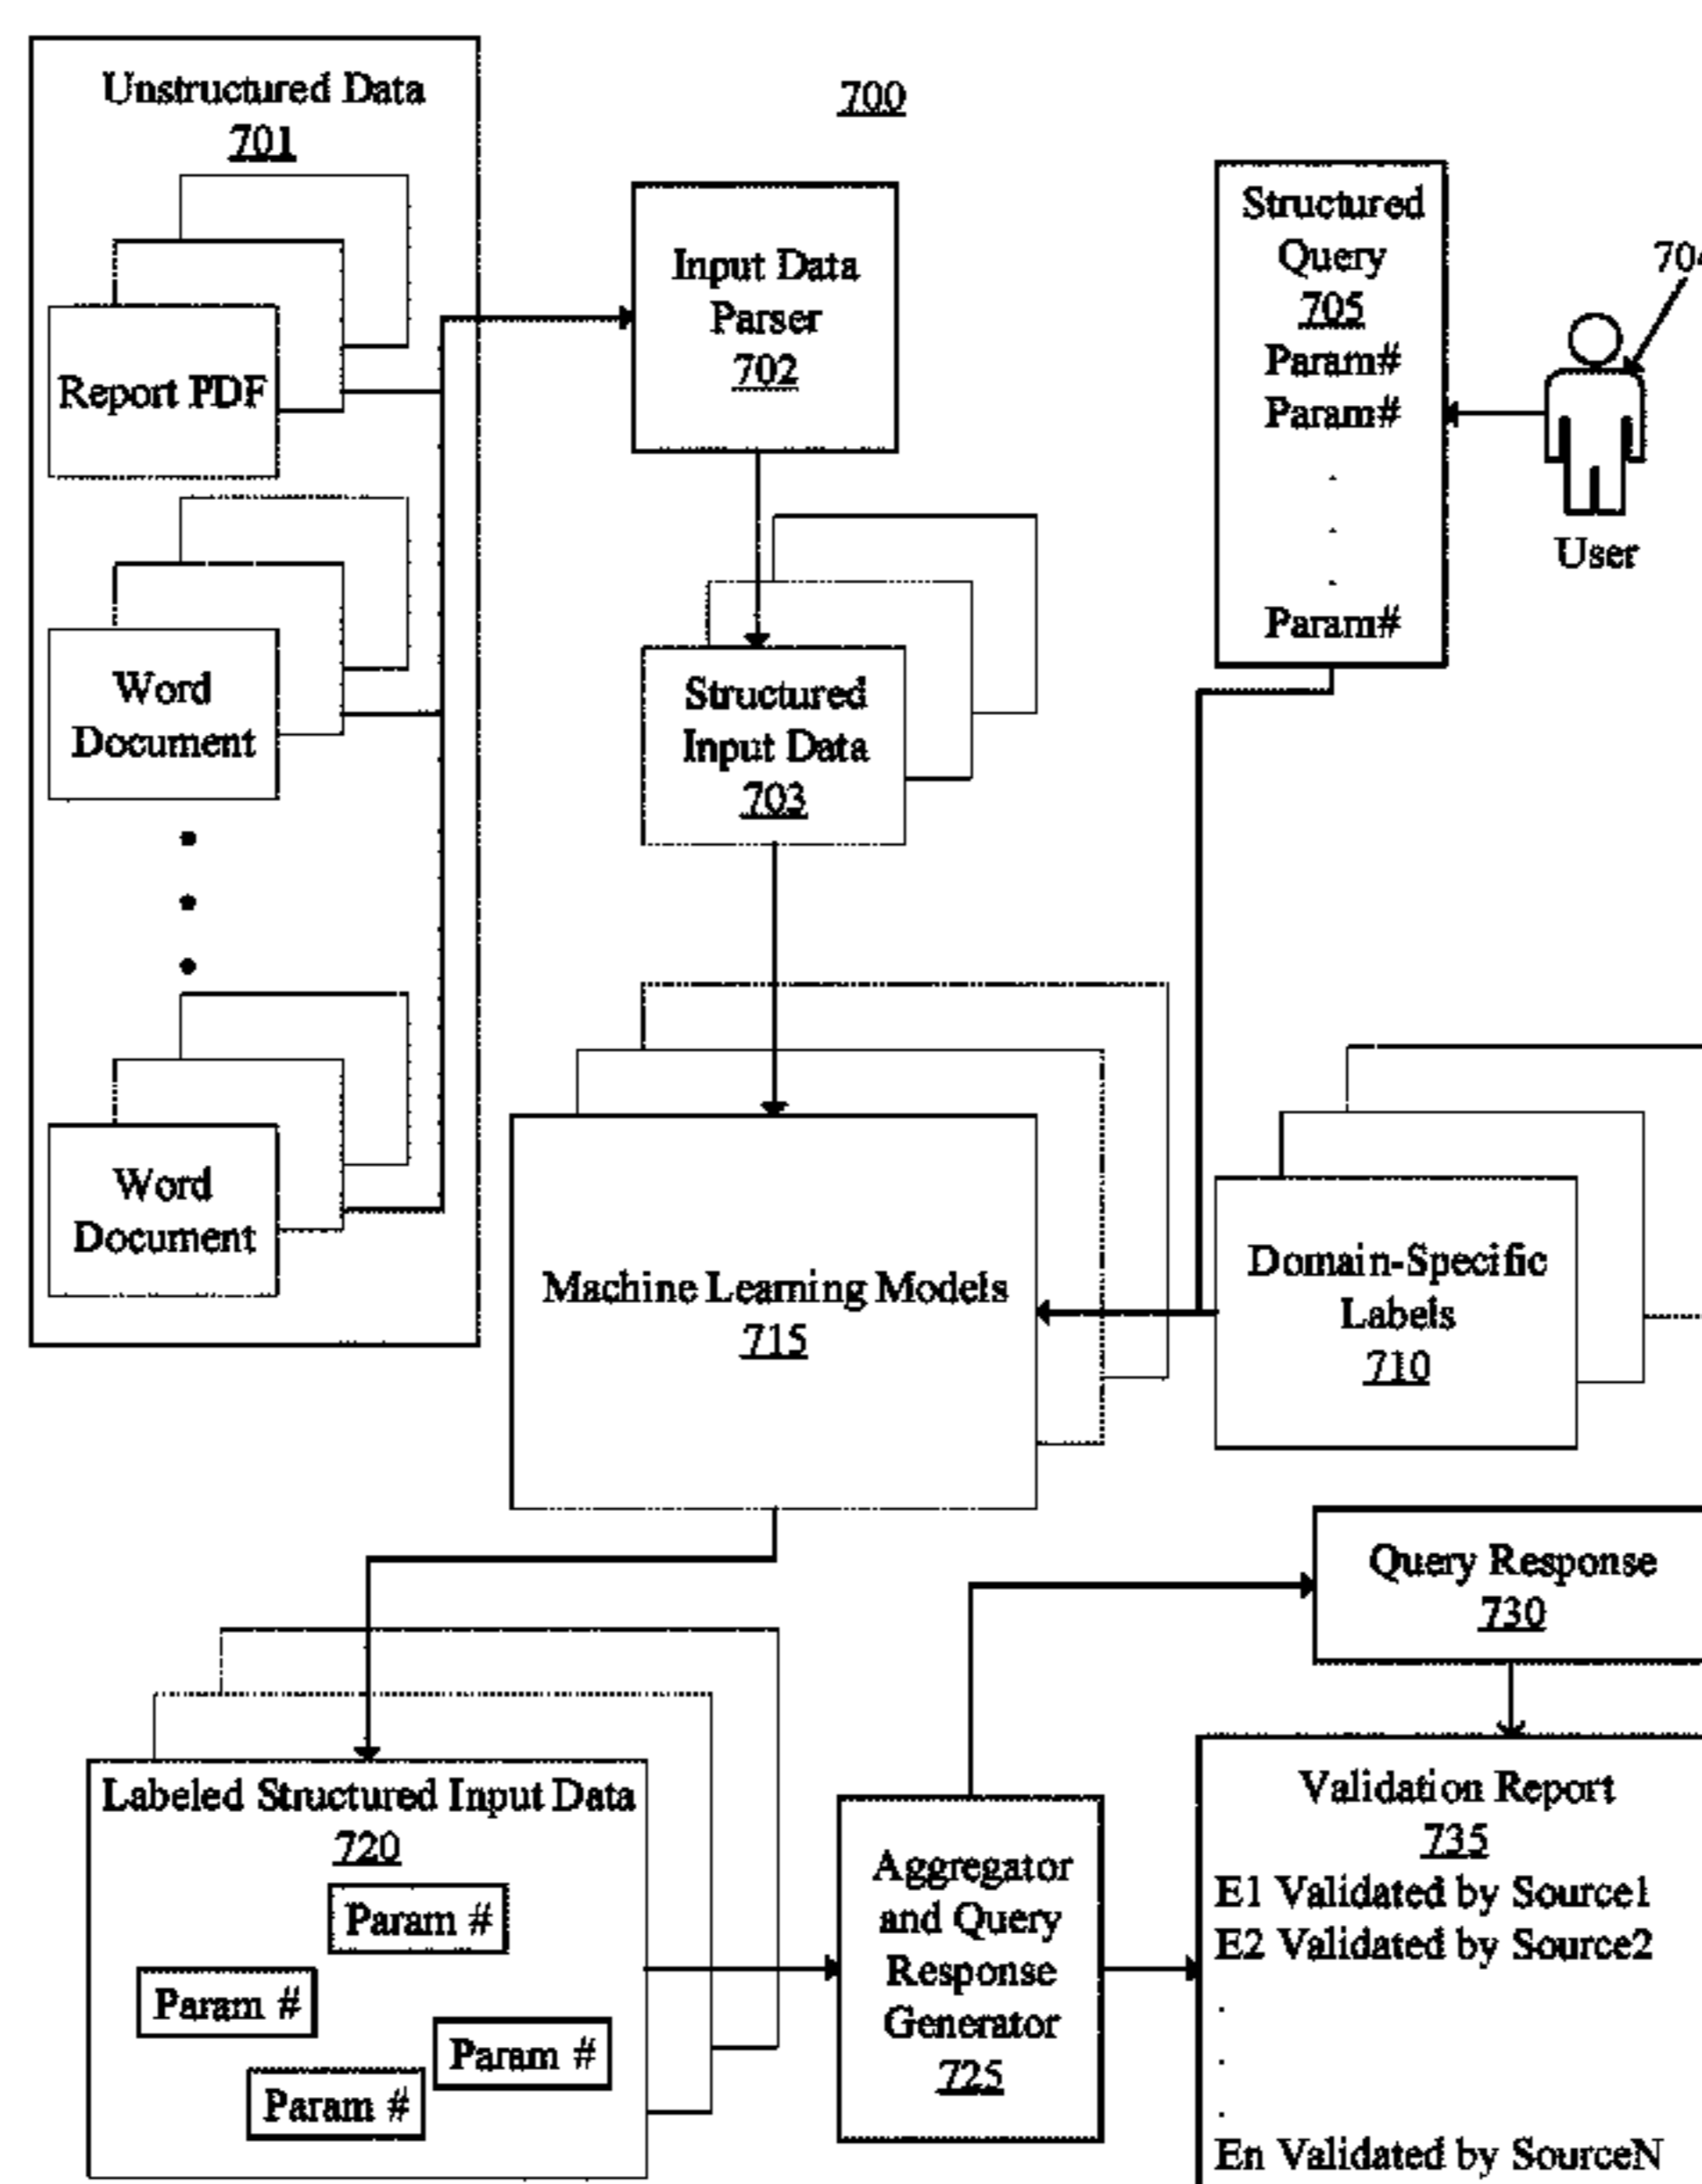 Unstructured Data
701
Report PDF
Word
Document
Word
Document
700
Input Data
Parser
702
Structured
Input Data
703
Structured
Query
705
Param#
Param#
.
.
.
Param#
704
User
Machine Learning Models
715
Domain-Specific
Labels
710
Labeled Structured Input Data
720
Param #
Param #
Param #
Param #
Aggregator
and Query
Response
Generator
725
Query Response
730
Validation Report
735
E1 Validated by Source1
E2 Validated by Source2
.
.
.
En Validated by SourceN